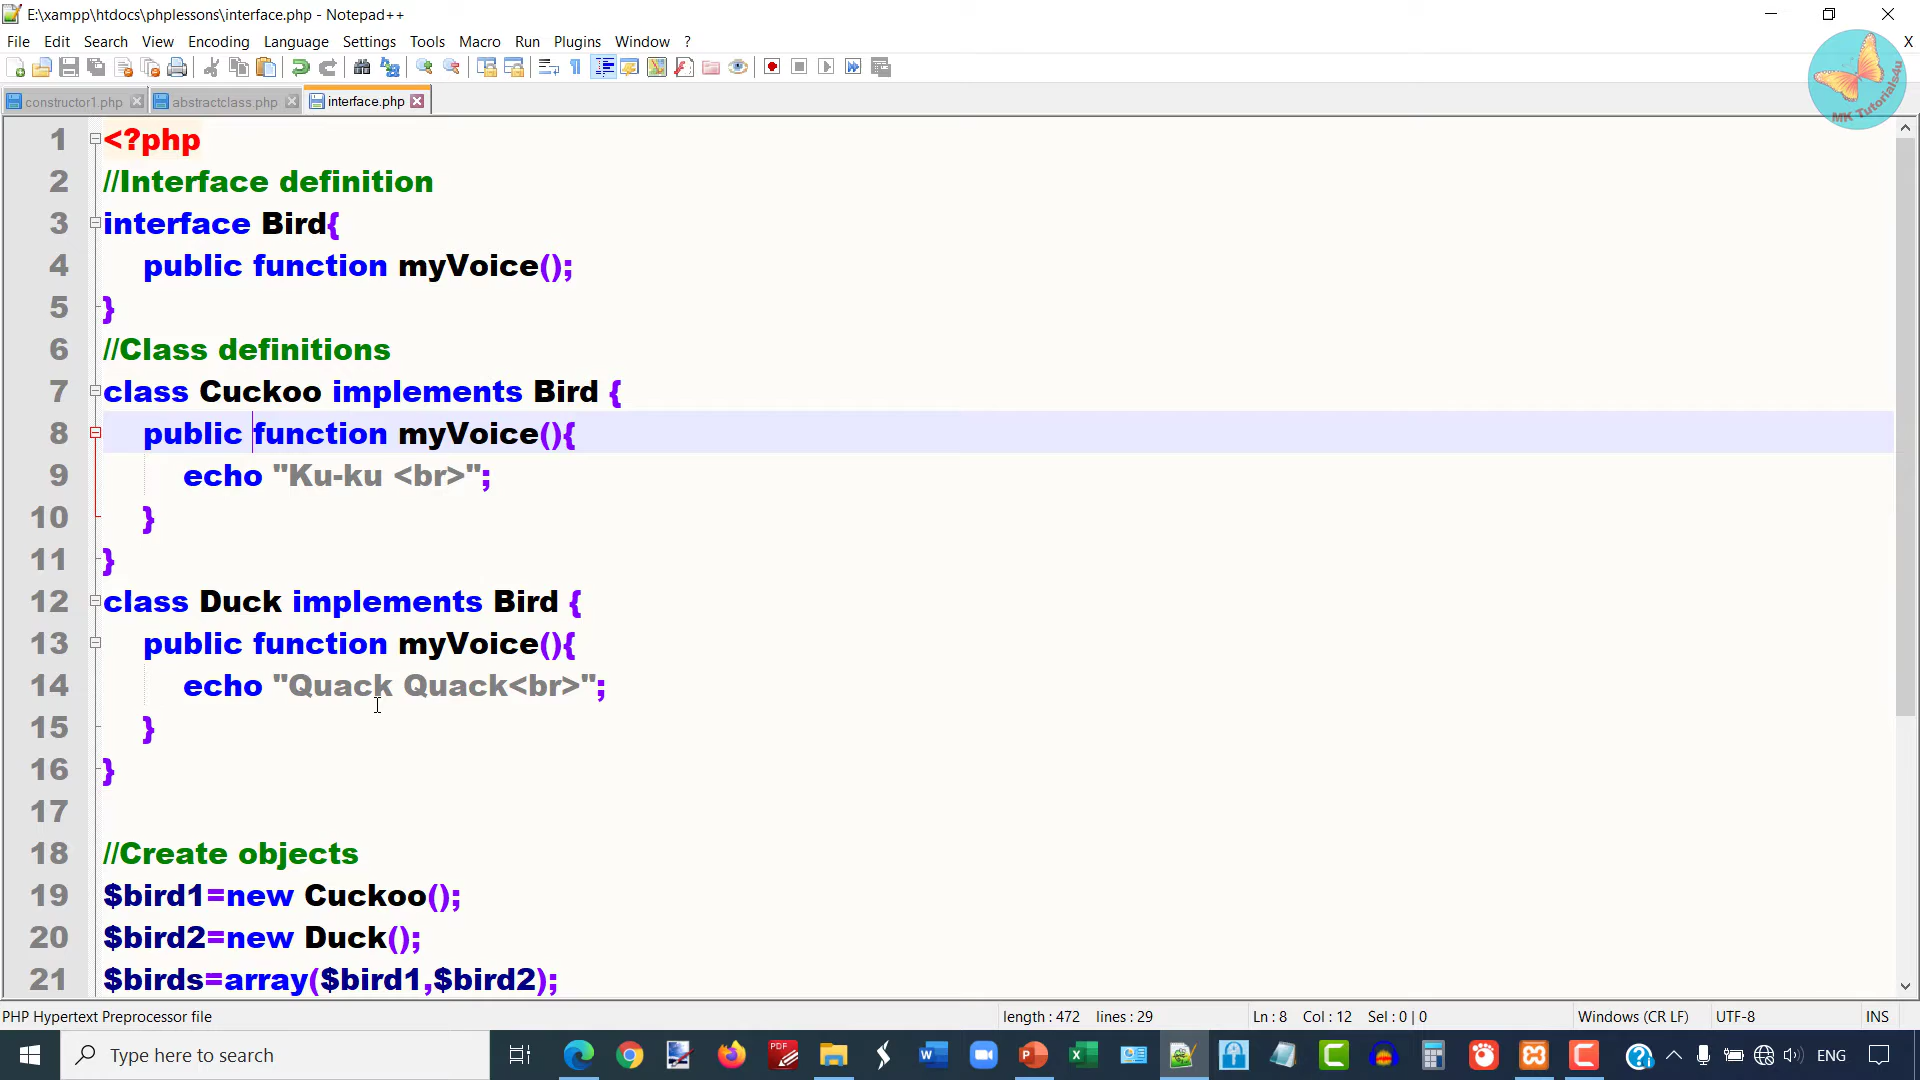 E:\xampp\htdocs\phplessons\interface.php - Notepad++
File Edit Search View Encoding Language Settings Tools Macro Run Plugins Window ?
X
constructor1.php abstractclass.php interface.php
MK Tutorials4u
1 <?php
2 //Interface definition
3 interface Bird{
4 public function myVoice();
5 }
6 //Class definitions
7 class Cuckoo implements Bird {
8 public function myVoice(){
9 echo "Ku-ku <br>";
10 }
11 }
12 class Duck implements Bird {
13 public function myVoice(){
14 echo "Quack Quack<br>";
15 }
16 }
17
18 //Create objects
19 $bird1=new Cuckoo();
20 $bird2=new Duck();
21 $birds=array($bird1,$bird2);
PHP Hypertext Preprocessor file length : 472 lines : 29 Ln : 8 Col : 12 Sel : 0 | 0 Windows (CR LF) UTF-8 INS
Type here to search
ENG